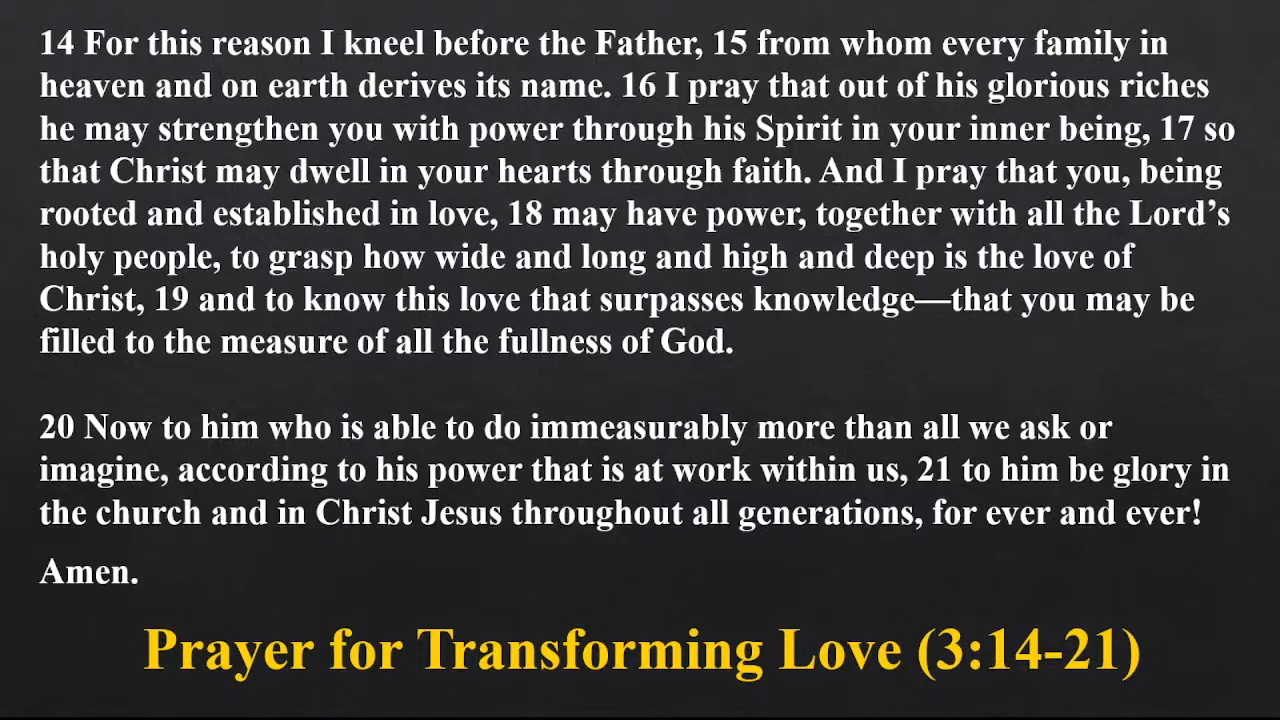 14 For this reason I kneel before the Father, 15 from whom every family in
heaven and on earth derives its name. 16 I pray that out of his glorious riches
he may strengthen you with power through his Spirit in your inner being, 17 so
that Christ may dwell in your hearts through faith. And I pray that you, being
rooted and established in love, 18 may have power, together with all the Lord’s
holy people, to grasp how wide and long and high and deep is the love of
Christ, 19 and to know this love that surpasses knowledge—that you may be
filled to the measure of all the fullness of God.
20 Now to him who is able to do immeasurably more than all we ask or
imagine, according to his power that is at work within us, 21 to him be glory in
the church and in Christ Jesus throughout all generations, for ever and ever!
Amen.
Prayer for Transforming Love (3:14-21)